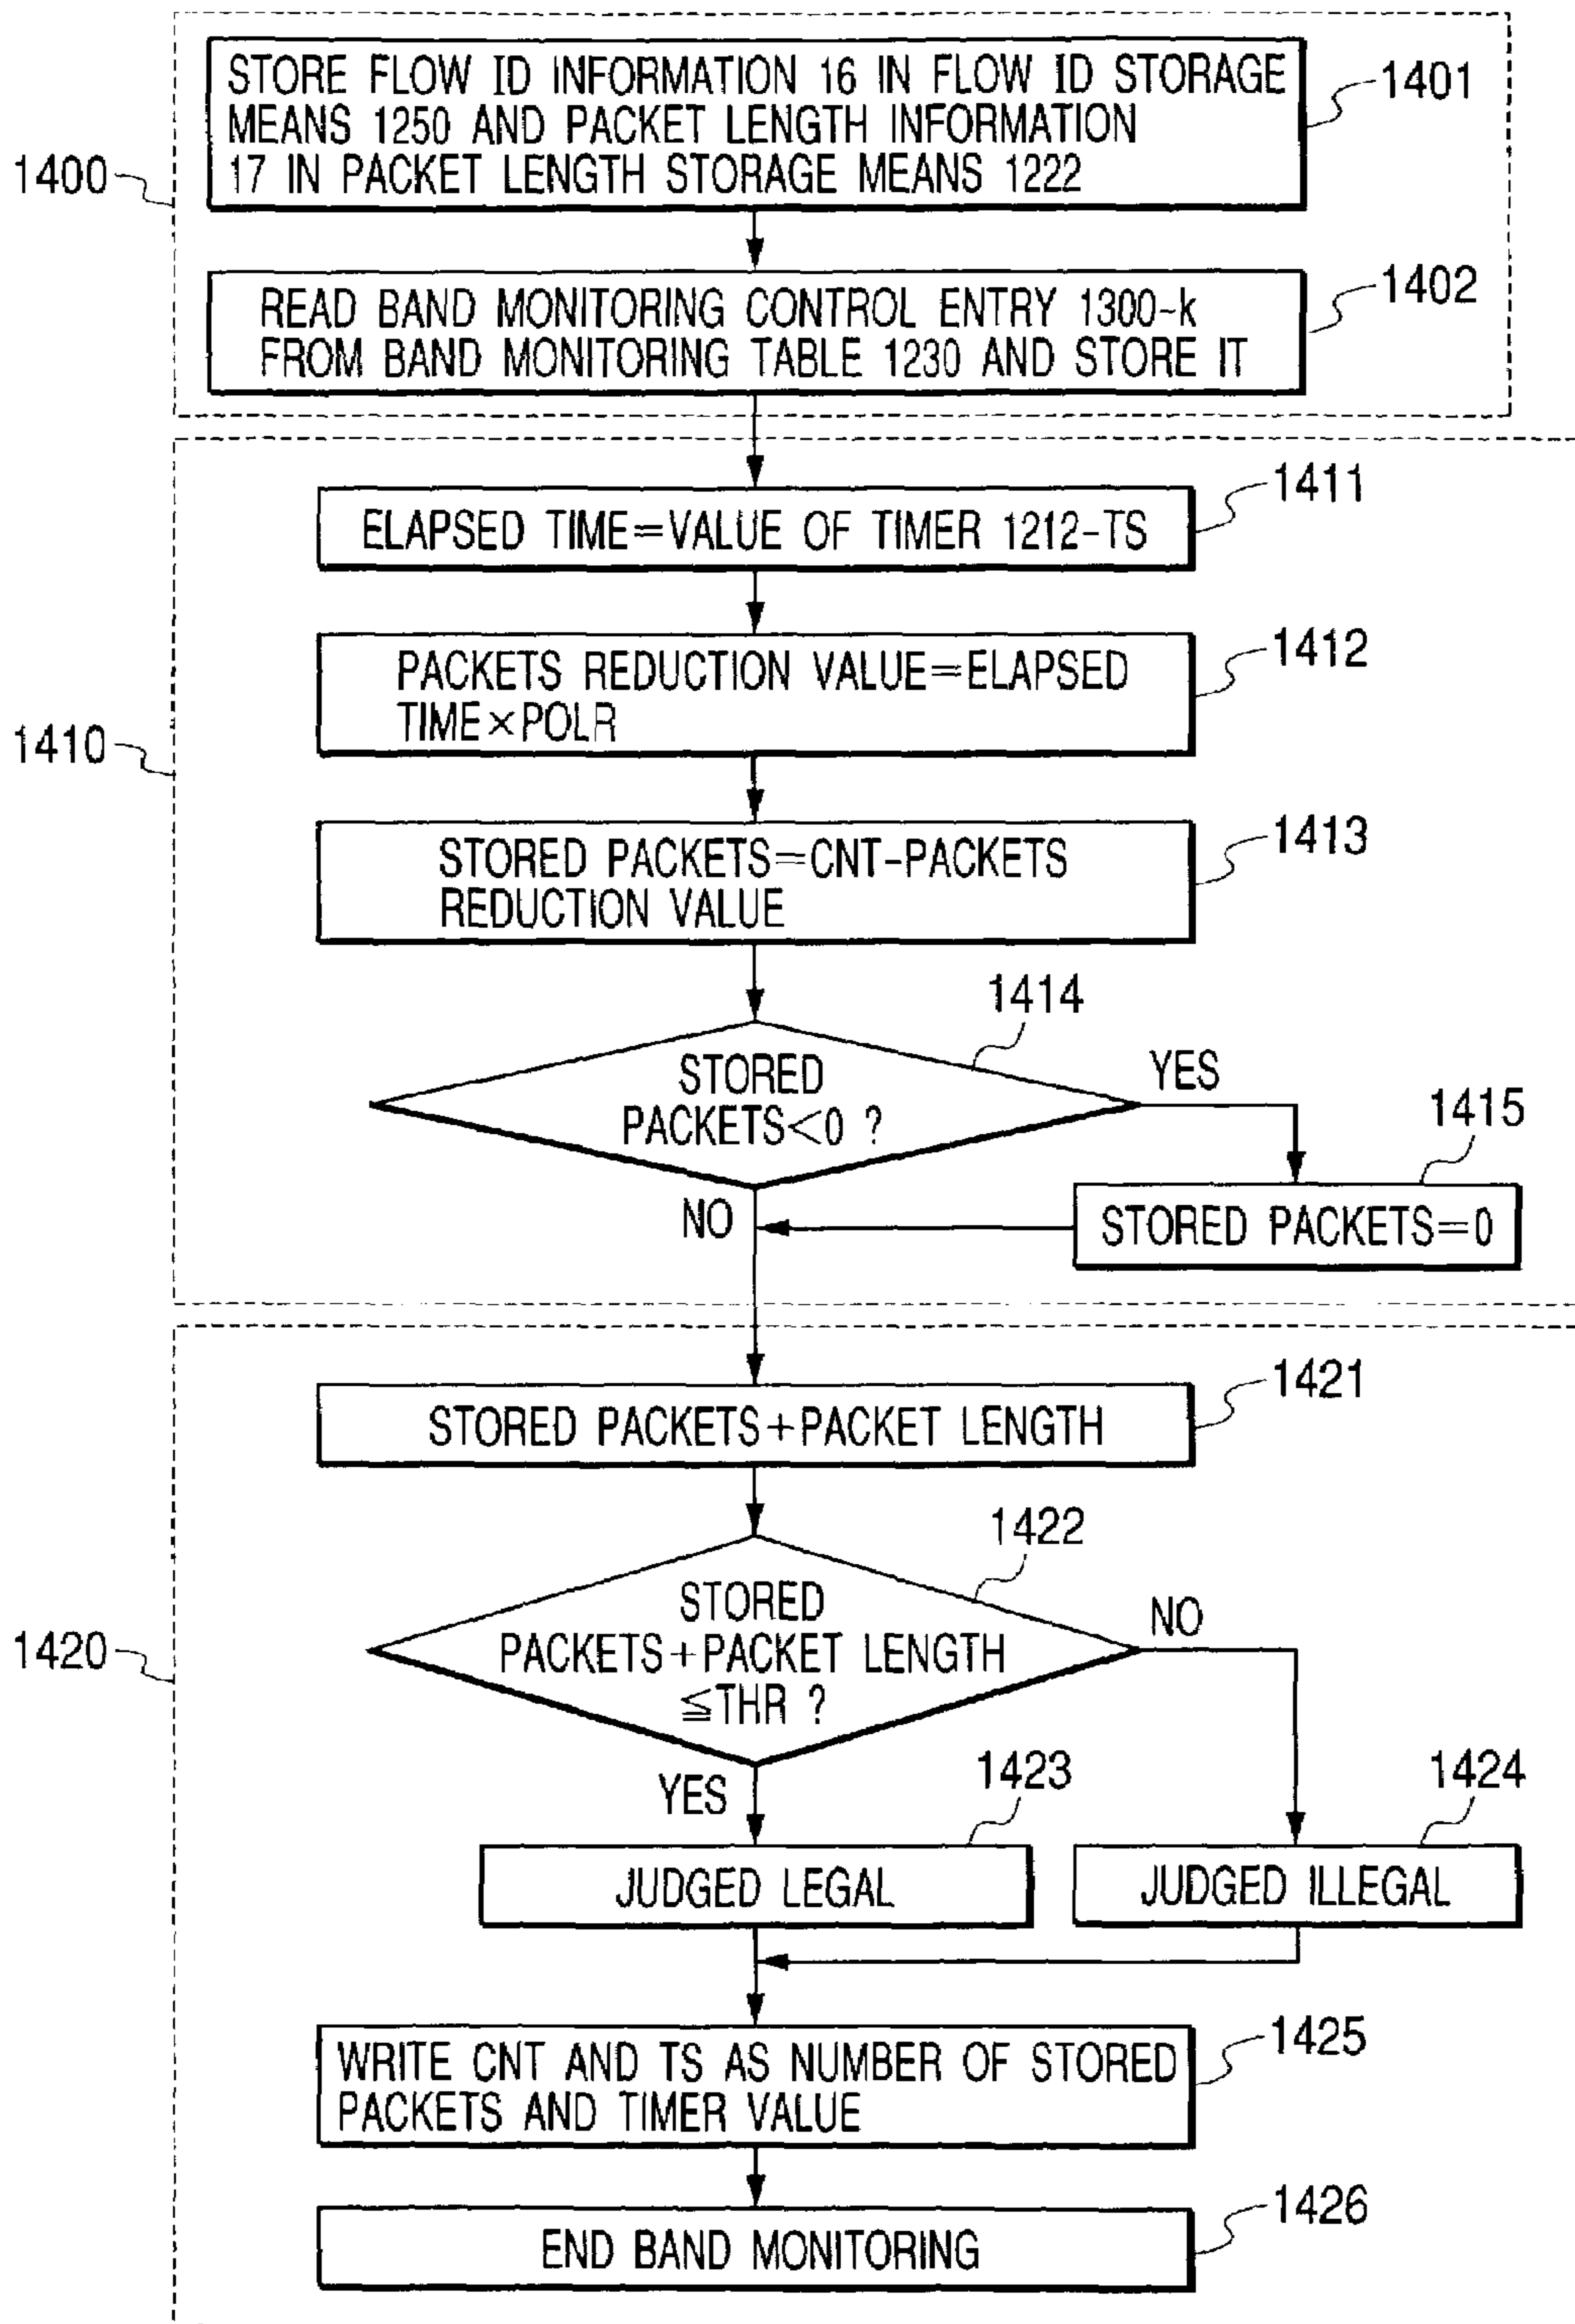 STORE FLOW ID INFORMATION 16 IN FLOW ID STORAGE
MEANS 1250 AND PACKET LENGTH INFORMATION
17 IN PACKET LENGTH STORAGE MEANS 1222
1401
1400
READ BAND MONITORING CONTROL ENTRY 1300-k
FROM BAND MONITORING TABLE 1230 AND STORE IT
1402
ELAPSED TIME=VALUE OF TIMER 1212-TS
1411
PACKETS REDUCTION VALUE=ELAPSED
TIME×POLR
1412
1410
STORED PACKETS=CNT-PACKETS
REDUCTION VALUE
1413
1414
STORED
PACKETS<0 ?
YES
1415
NO
STORED PACKETS=0
STORED PACKETS+PACKET LENGTH
1421
1422
STORED
PACKETS+PACKET LENGTH
≦THR ?
NO
1420
YES
1423
1424
JUDGED LEGAL
JUDGED ILLEGAL
WRITE CNT AND TS AS NUMBER OF STORED
PACKETS AND TIMER VALUE
1425
END BAND MONITORING
1426